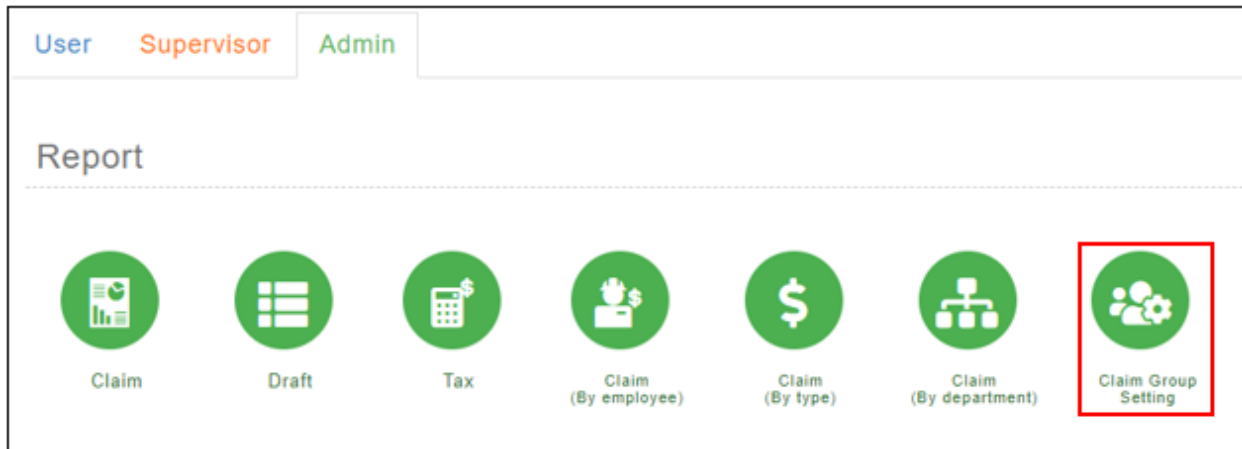 User Supervisor Admin
Report
$ $ $
Claim Draft Tax Claim Claim Claim Claim Group
(By employee) (By type) (By department) Setting